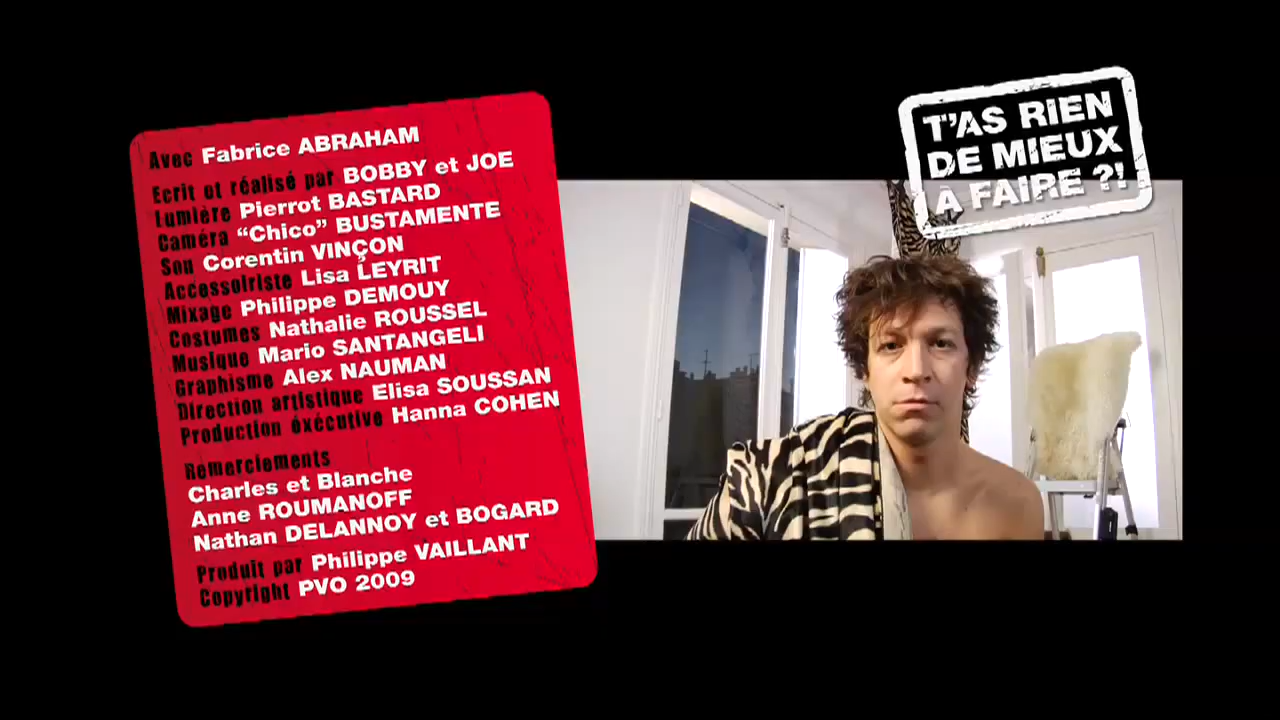 Avec Fabrice ABRAHAM
Ecrit et réalisé par BOBBY et JOE
Lumière Pierrot BASTARD
Caméra “Chico” BUSTAMENTE
Son Corentin VINÇON
Accessoiriste Lisa LEYRIT
Mixage Philippe DEMOUY
Costumes Nathalie ROUSSEL
Musique Mario SANTANGELI
Graphisme Alex NAUMAN
Direction artistique Elisa SOUSSAN
Production éxécutive Hanna COHEN
Remerciements
Charles et Blanche
Anne ROUMANOFF
Nathan DELANNOY et BOGARD
Produit par Philippe VAILLANT
Copyright PVO 2009
T'AS RIEN
DE MIEUX
À FAIRE ?!